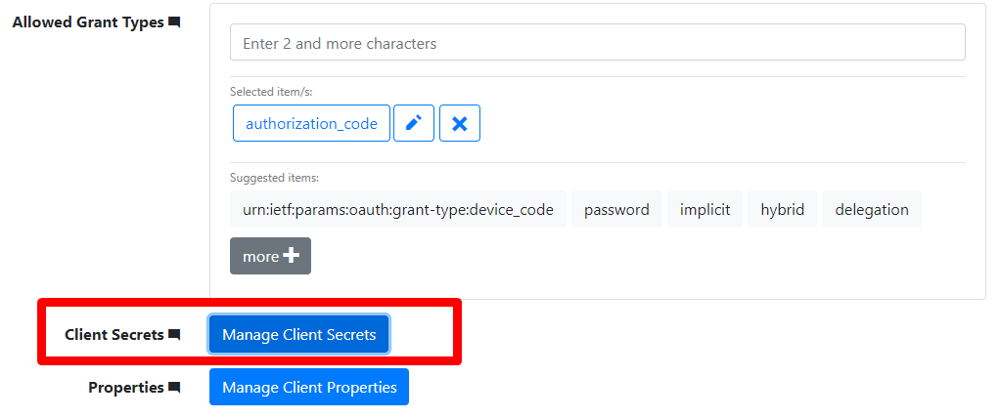 Allowed Grant Types
Enter 2 and more characters
Selected item/s:
authorization_code
Suggested items:
urn:ietf:params:oauth:grant-type:device_code password implicit hybrid delegation
more
Client Secrets Manage Client Secrets
Properties Manage Client Properties